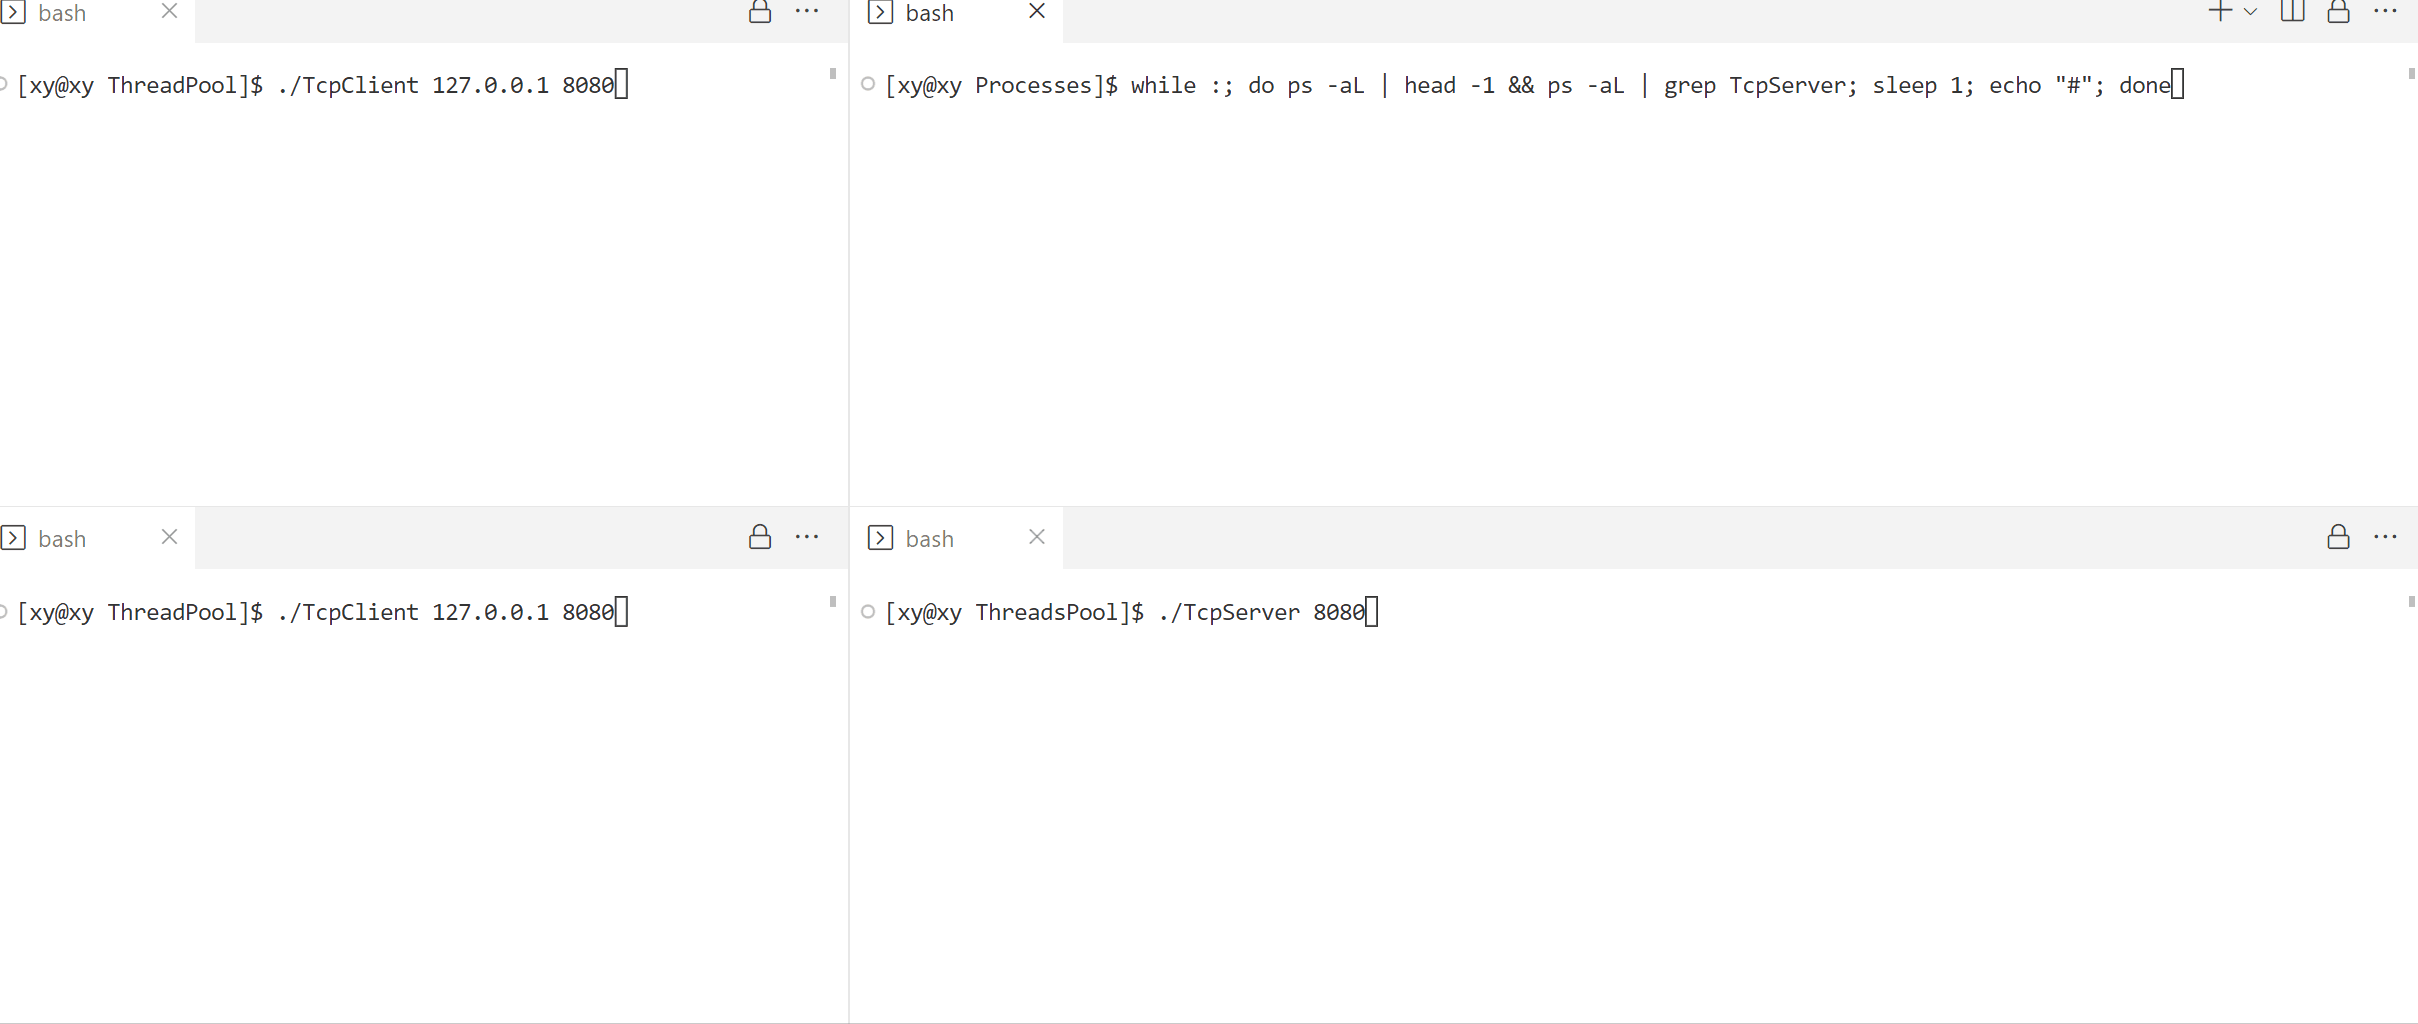 bash
[xy@xy ThreadPool]$ ./TcpClient 127.0.0.1 8080
bash
[xy@xy Processes]$ while :; do ps -aL | head -1 && ps -aL | grep TcpServer; sleep 1; echo "#"; done
bash
[xy@xy ThreadPool]$ ./TcpClient 127.0.0.1 8080
bash
[xy@xy ThreadsPool]$ ./TcpServer 8080